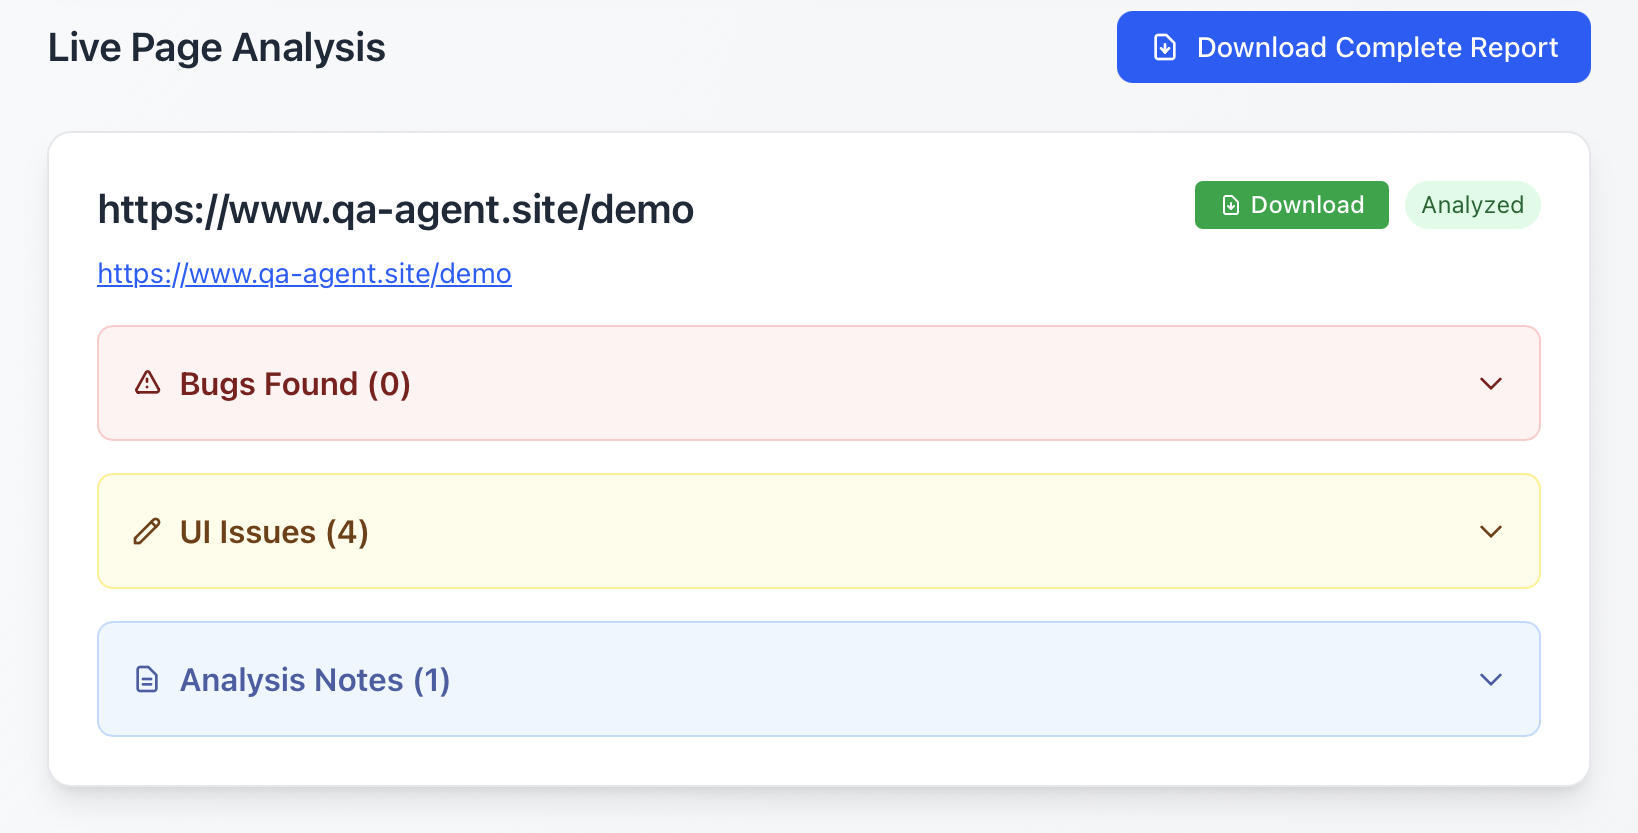 Live Page Analysis
Download Complete Report
https://www.qa-agent.site/demo
Download
Analyzed
https://www.qa-agent.site/demo
Bugs Found (0)
UI Issues (4)
Analysis Notes (1)